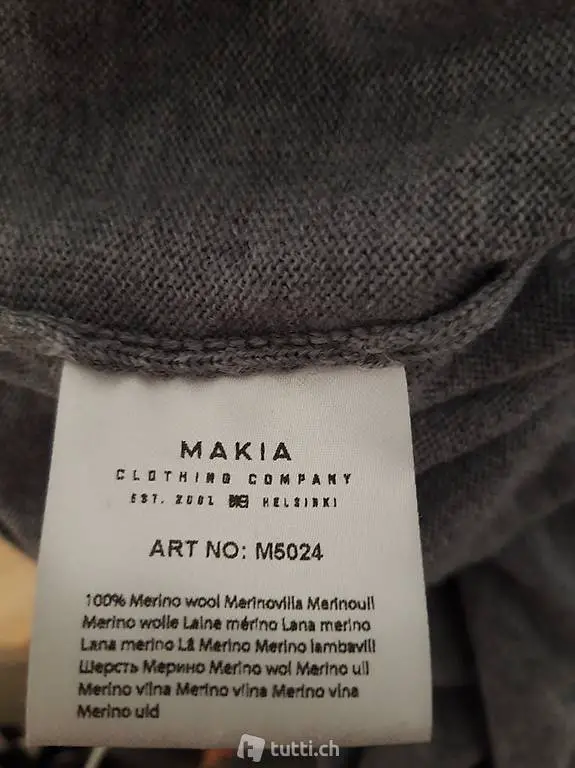 MAKIA
CLOTHING COMPANY
EST. 2001 HELSINKI
ART NO: M5024
100% Merino wool Merinovilla Merinoull
Merino wolle Laine mérino Lana merino
Lana merino Lã Merino Merino lambavill
Шерсть Мерино Merino wol Merino ull
Merino vilna Merino vilna Merino vlna
Merino uld
tutti.ch